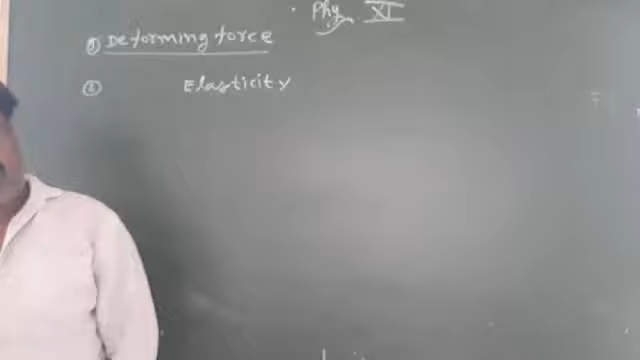 Phy XI
① Deforming force
② Elasticity